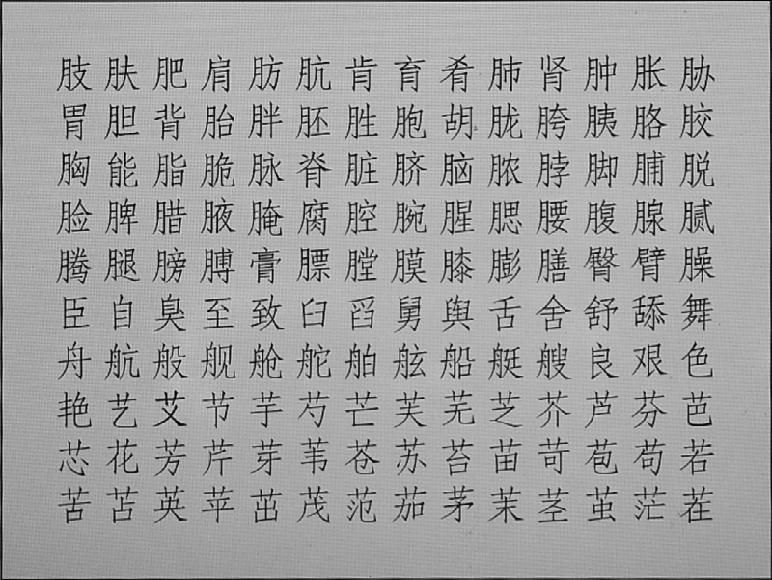 肢肤肥肩肪肮肯育肴肺肾肿胀胁
胃胆背胎胖胚胜胞胡胧胯胰胳胶
胸能脂脆脉脊脏脐脑脓脖脚脯脱
脸脾腊腋腌腐腔腕腥腮腰腹腺腻
腾腿膀膊膏膘膛膜膝膨膳臀臂臊
臣自臭至致臼舀舅舆舌舍舒舔舞
舟航般舰舱舵舶舷船艇艘良艰色
艳艺艾节芋芍芒芙芜芝芥芦芬芭
芯花芳芹芽苇苍苏苔苗苛苞苟若
苦苫英苹茁茂范茄茅茉茎茧茫茬